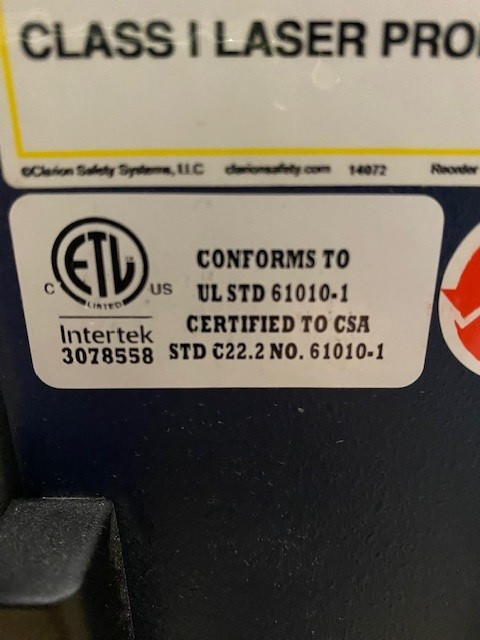 CLASS I LASER PRO
©Clarion Safety Systems, LLC clarionsafety.com 14072 Reorder
ETL
C US
LISTED
CONFORMS TO
UL STD 61010-1
Intertek
3078558
CERTIFIED TO CSA
STD C22.2 NO. 61010-1